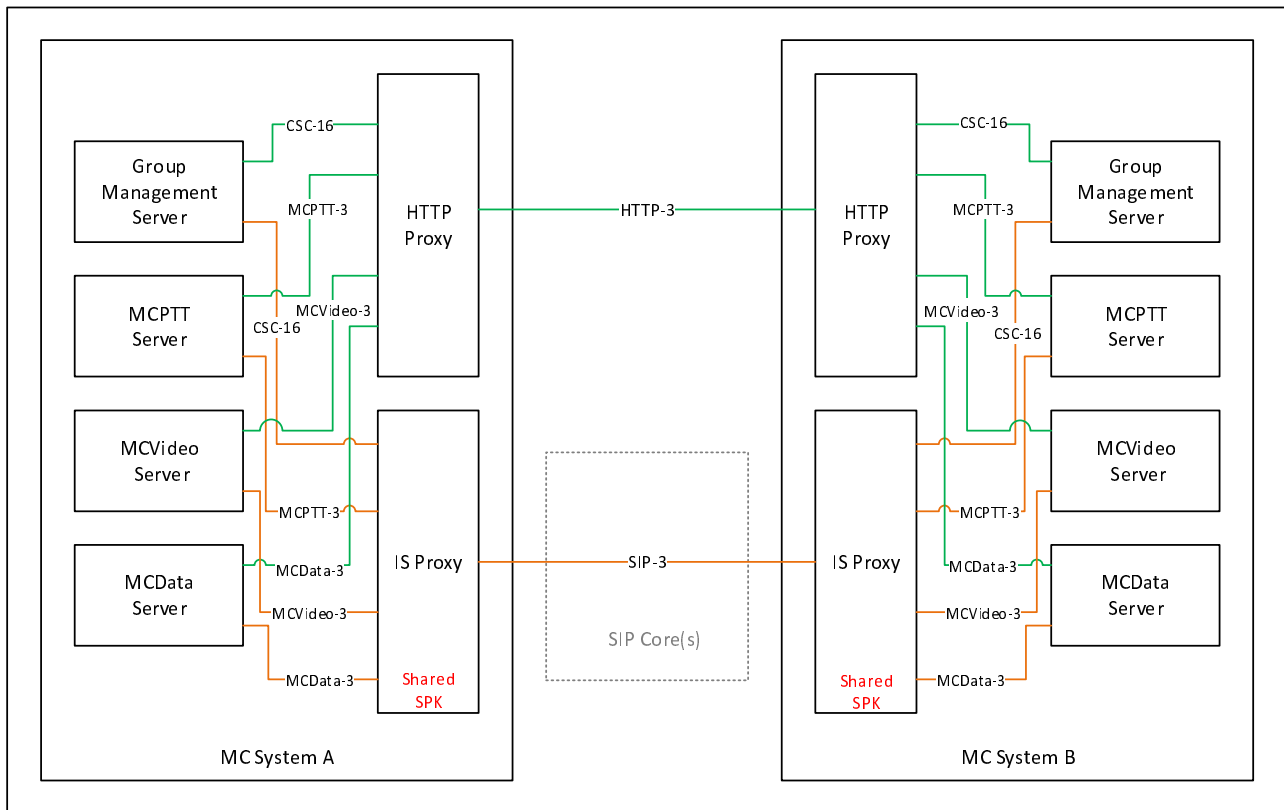 CSC-16
Group
Management
Server
MCPTT-3
HTTP
Proxy
MCPTT
Server
MCVideo-3
CSC-16
MCVideo
Server
MCPTT-3
IS Proxy
MCData-3
MCData
Server
MCVideo-3
MCData-3
Shared
SPK
MC System A
HTTP-3
SIP-3
SIP Core(s)
CSC-16
Group
Management
Server
MCPTT-3
HTTP
Proxy
MCPTT
Server
MCVideo-3
CSC-16
MCVideo
Server
MCPTT-3
IS Proxy
MCData-3
MCData
Server
MCVideo-3
MCData-3
Shared
SPK
MC System B